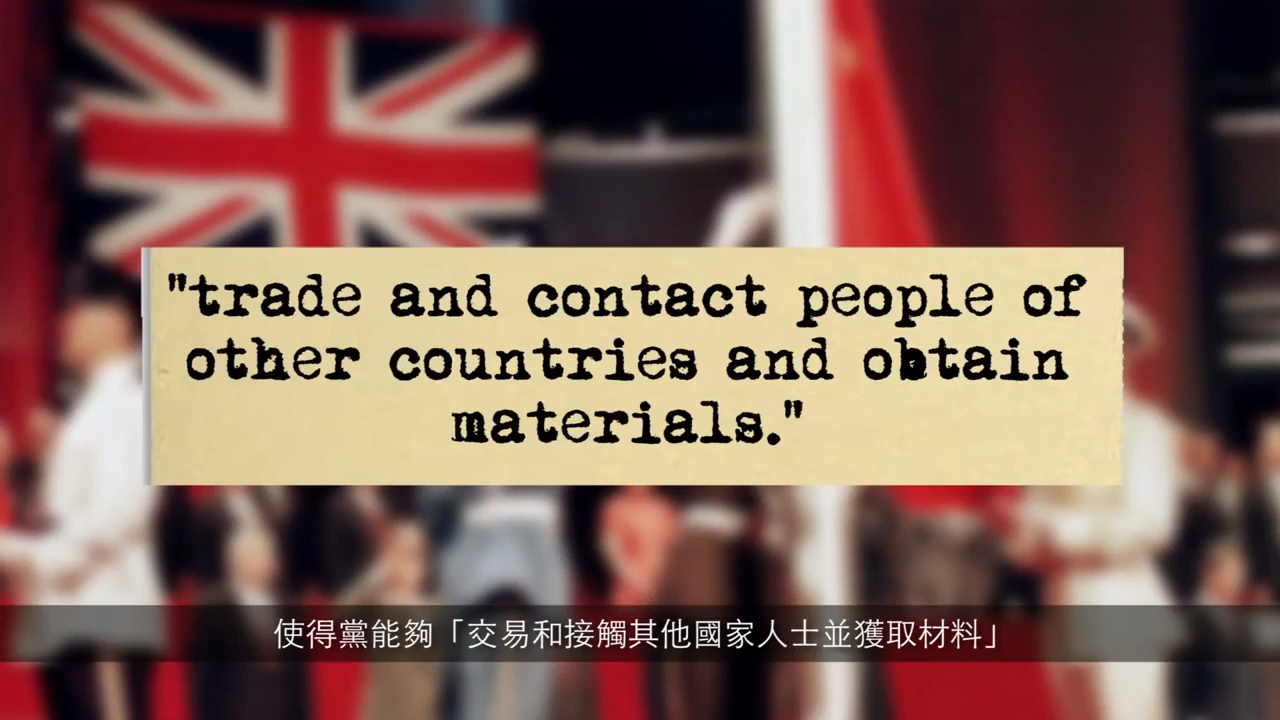 "trade and contact people of
other countries and obtain
materials."
使得黨能夠「交易和接觸其他國家人士並獲取材料」